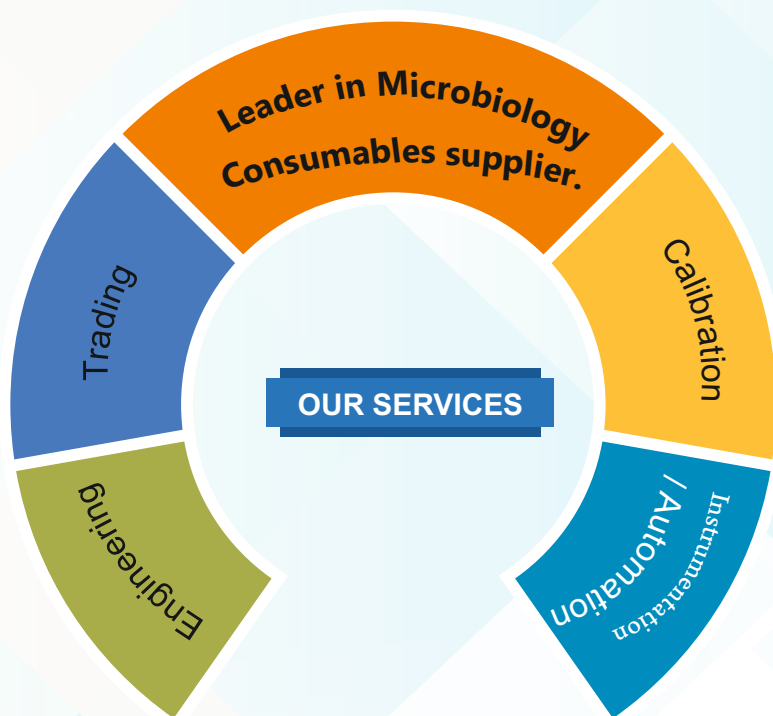 Leader in Microbiology
Consumables supplier.
Trading
Calibration
OUR SERVICES
Engineering
Instrumentation
/ Automation